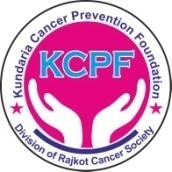 Kundaria Cancer Prevention Foundation
KCPF
Division of Rajkot Cancer Society